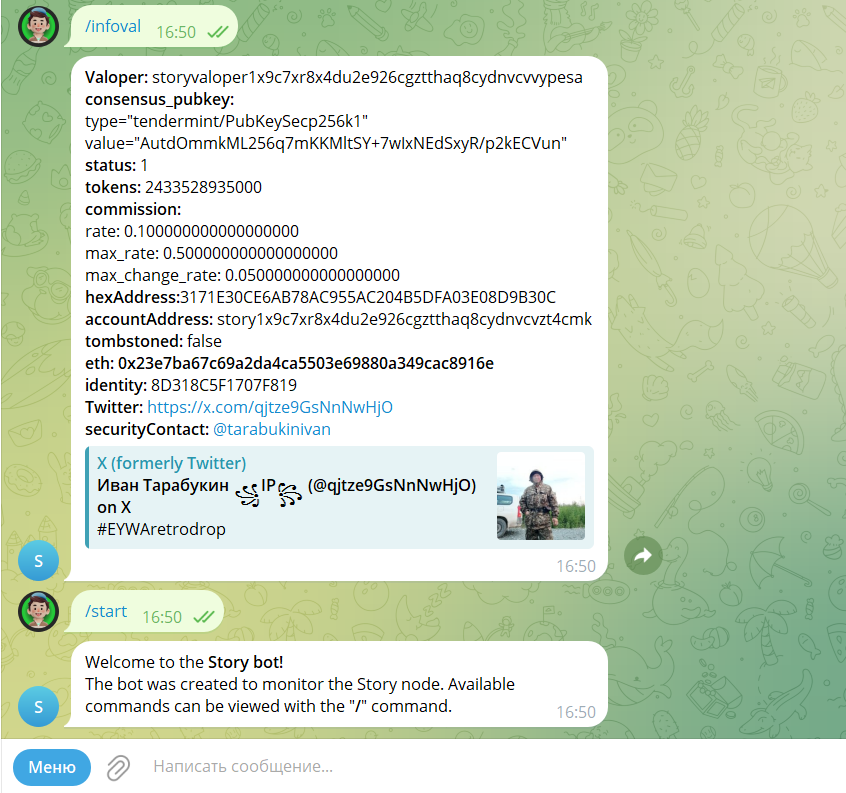 /infoval 16:50
Valoper: storyvaloper1x9c7xr8x4du2e926cgztthaq8cydnvcvvypesa
consensus_pubkey:
type="tendermint/PubKeySecp256k1"
value="AutdOmmkML256q7mKKMltSY+7wIxNEdSxyR/p2kECVun"
status: 1
tokens: 2433528935000
commission:
rate: 0.100000000000000000
max_rate: 0.500000000000000000
max_change_rate: 0.050000000000000000
hexAddress:3171E30CE6AB78AC955AC204B5DFA03E08D9B30C
accountAddress: story1x9c7xr8x4du2e926cgztthaq8cydnvcvzt4cmk
tombstoned: false
eth: 0x23e7ba67c69a2da4ca5503e69880a349cac8916e
identity: 8D318C5F1707F819
Twitter: https://x.com/qjtze9GsNnNwHjO
securityContact: @tarabukinivan
X (formerly Twitter)
Иван Тарабукин ꧁IP꧂ (@qjtze9GsNnNwHjO)
on X
#EYWAretrodrop
S
16:50
/start 16:50
Welcome to the Story bot!
The bot was created to monitor the Story node. Available
commands can be viewed with the "/" command.
S
16:50
Меню
Написать сообщение...